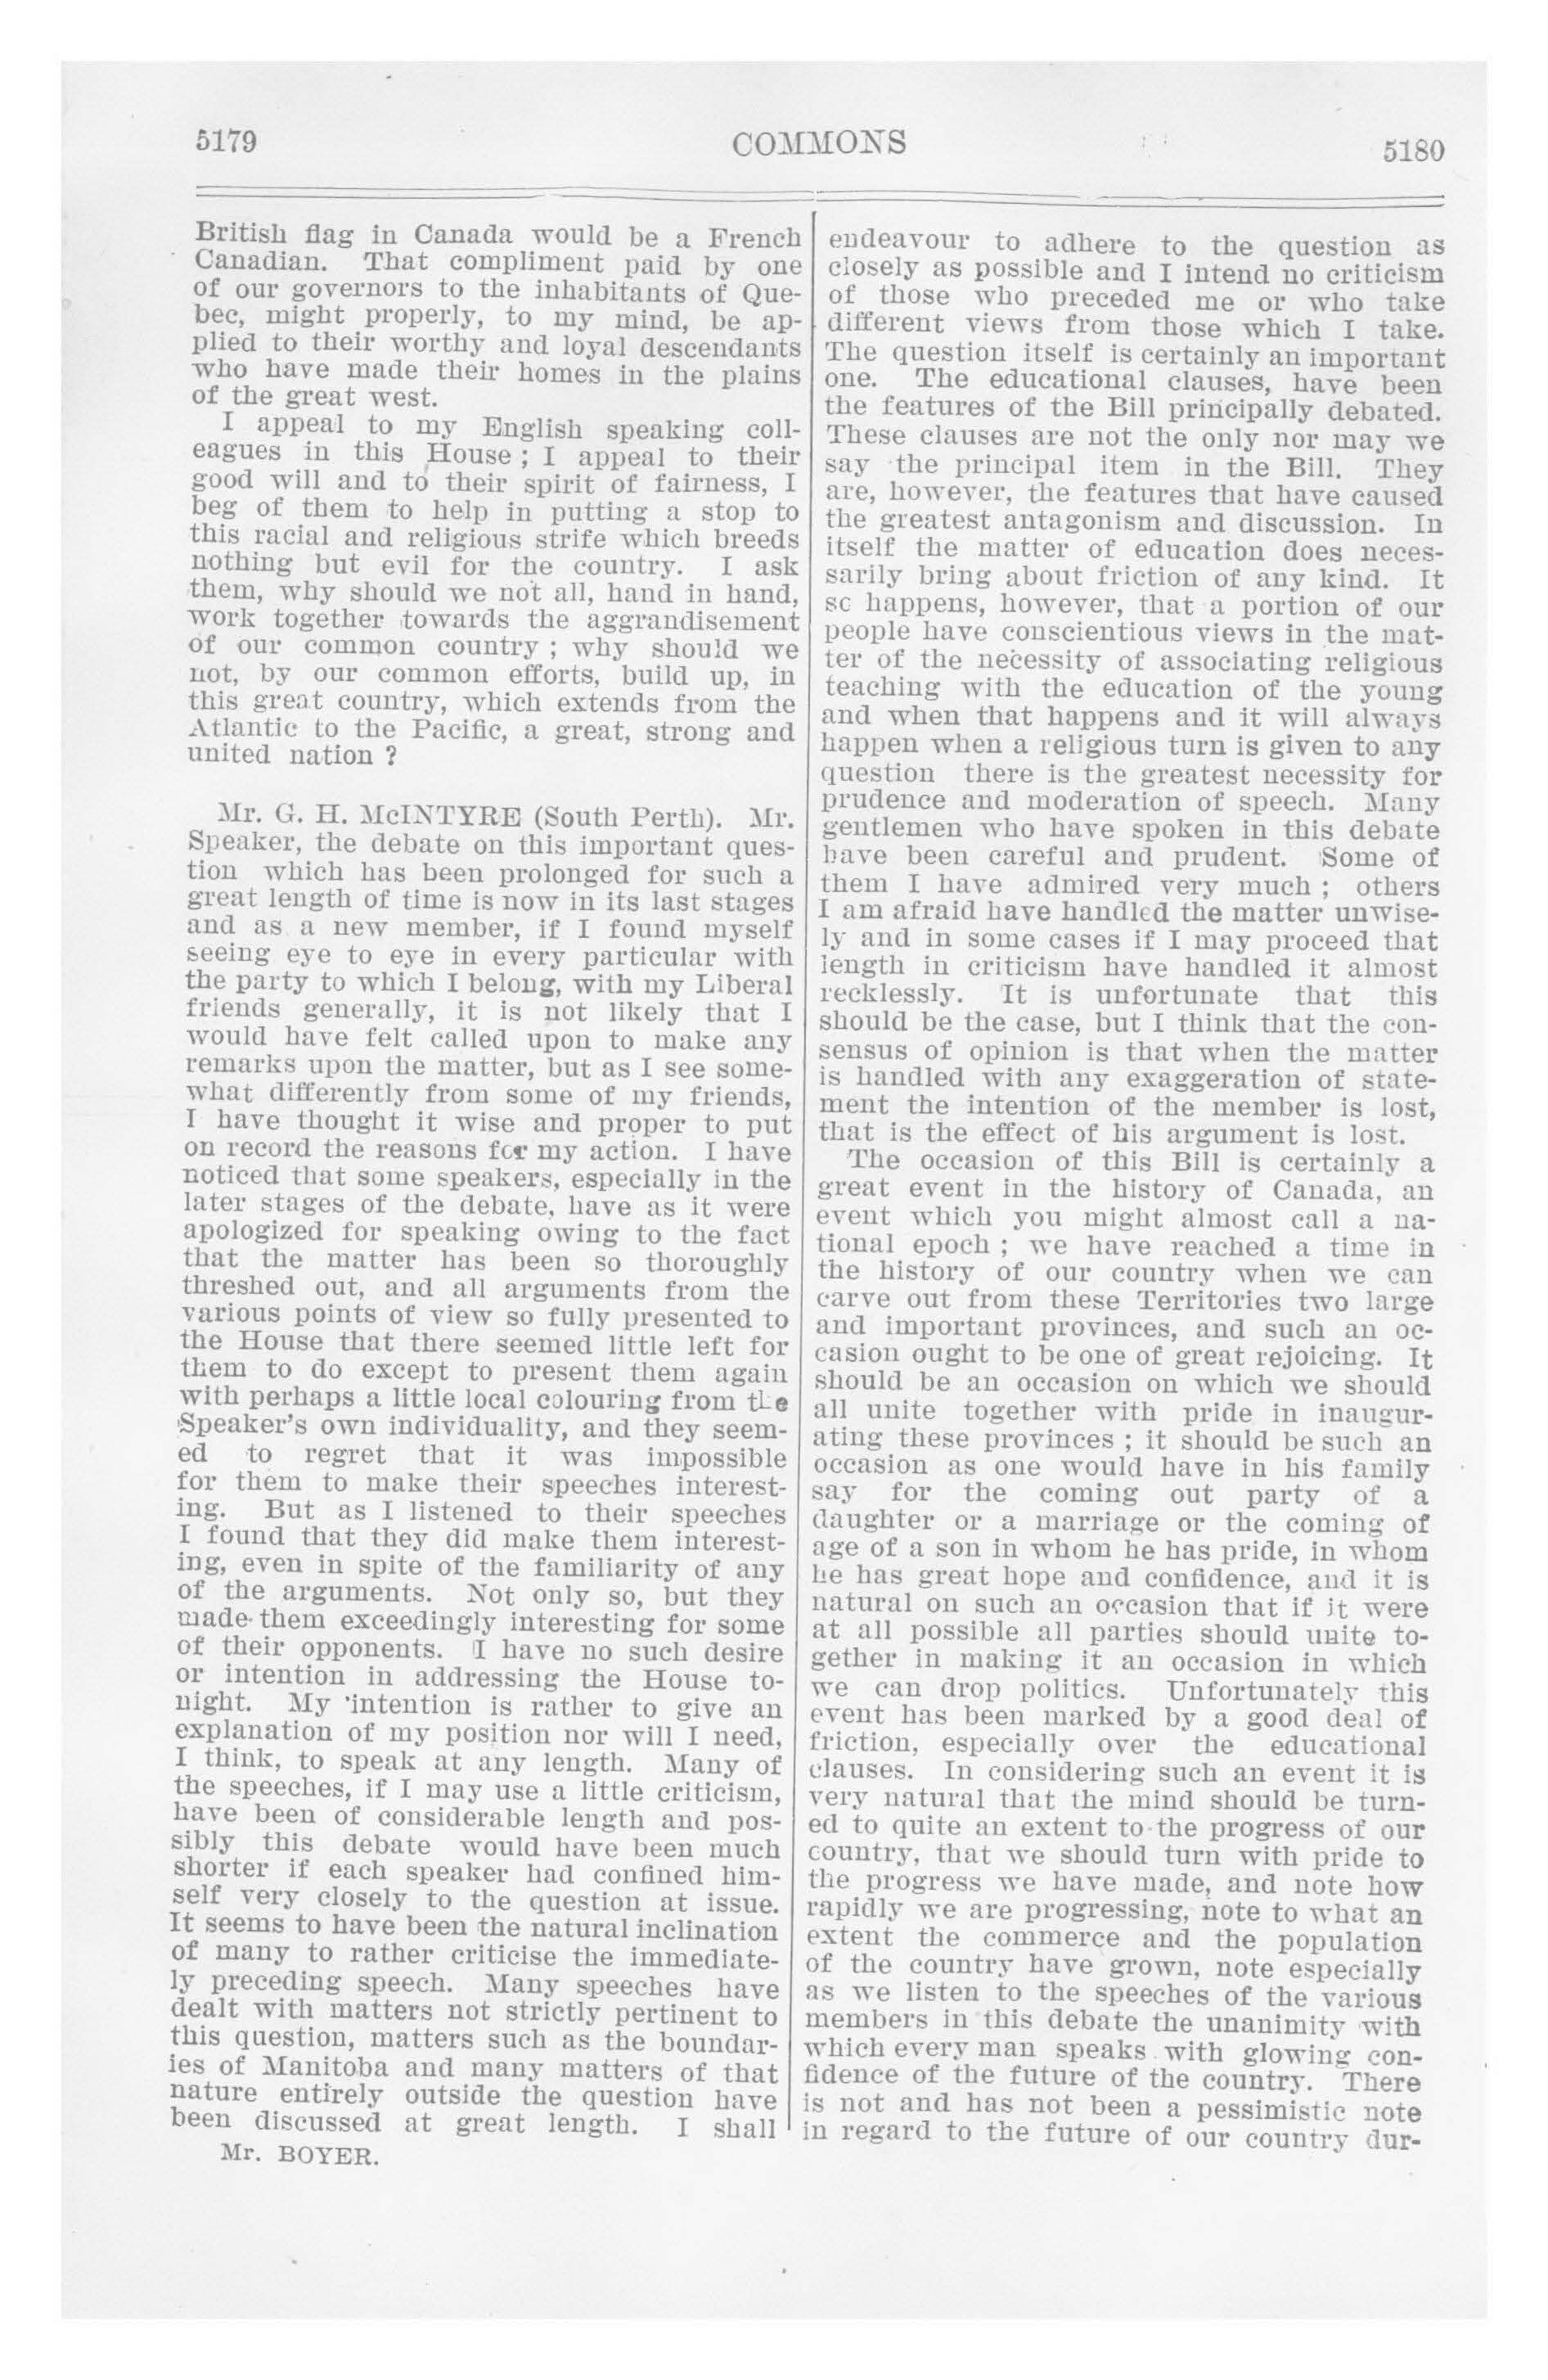 5179
COMMONS
5180
British flag in Canada would be a French
Canadian. That compliment paid by one
of our governors to the inhabitants of Que-
bec, might properly, to my mind, be ap-
plied to their worthy and loyal descendants
who have made their homes in the plains
of the great west.
I appeal to my English speaking coll-
eagues in this House ; I appeal to their
good will and to their spirit of fairness, I
beg of them to help in putting a stop to
this racial and religious strife which breeds
nothing but evil for the country. I ask
them, why should we not all, hand in hand,
work together towards the aggrandisement
of our common country ; why should we
not, by our common efforts, build up, in
this great country, which extends from the
Atlantic to the Pacific, a great, strong and
united nation ?
Mr. G. H. McINTYRE (South Perth). Mr.
Speaker, the debate on this important ques-
tion which has been prolonged for such a
great length of time is now in its last stages
and as a new member, if I found myself
seeing eye to eye in every particular with
the party to which I belong, with my Liberal
friends generally, it is not likely that I
would have felt called upon to make any
remarks upon the matter, but as I see some-
what differently from some of my friends,
I have thought it wise and proper to put
on record the reasons for my action. I have
noticed that some speakers, especially in the
later stages of the debate, have as it were
apologized for speaking owing to the fact
that the matter has been so thoroughly
threshed out, and all arguments from the
various points of view so fully presented to
the House that there seemed little left for
them to do except to present them again
with perhaps a little local colouring from the
Speaker's own individuality, and they seem-
ed to regret that it was impossible
for them to make their speeches interest-
ing. But as I listened to their speeches
I found that they did make them interest-
ing, even in spite of the familiarity of any
of the arguments. Not only so, but they
made them exceedingly interesting for some
of their opponents. I have no such desire
or intention in addressing the House to-
night. My intention is rather to give an
explanation of my position nor will I need,
I think, to speak at any length. Many of
the speeches, if I may use a little criticism,
have been of considerable length and pos-
sibly this debate would have been much
shorter if each speaker had confined him-
self very closely to the question at issue.
It seems to have been the natural inclination
of many to rather criticise the immediate-
ly preceding speech. Many speeches have
dealt with matters not strictly pertinent to
this question, matters such as the boundar-
ies of Manitoba and many matters of that
nature entirely outside the question have
been discussed at great length. I shall
Mr. BOYER.
endeavour to adhere to the question as
closely as possible and I intend no criticism
of those who preceded me or who take
different views from those which I take.
The question itself is certainly an important
one. The educational clauses, have been
the features of the Bill principally debated.
These clauses are not the only nor may we
say the principal item in the Bill. They
are, however, the features that have caused
the greatest antagonism and discussion. In
itself the matter of education does neces-
sarily bring about friction of any kind. It
so happens, however, that a portion of our
people have conscientious views in the mat-
ter of the necessity of associating religious
teaching with the education of the young
and when that happens and it will always
happen when a religious turn is given to any
question there is the greatest necessity for
prudence and moderation of speech. Many
gentlemen who have spoken in this debate
have been careful and prudent. Some of
them I have admired very much ; others
I am afraid have handled the matter unwise-
ly and in some cases if I may proceed that
length in criticism have handled it almost
recklessly. It is unfortunate that this
should be the case, but I think that the con-
sensus of opinion is that when the matter
is handled with any exaggeration of state-
ment the intention of the member is lost,
that is the effect of his argument is lost.
The occasion of this Bill is certainly a
great event in the history of Canada, an
event which you might almost call a na-
tional epoch ; we have reached a time in
the history of our country when we can
carve out from these Territories two large
and important provinces, and such an oc-
casion ought to be one of great rejoicing. It
should be an occasion on which we should
all unite together with pride in inaugur-
ating these provinces ; it should be such an
occasion as one would have in his family
say for the coming out party of a
daughter or a marriage or the coming of
age of a son in whom he has pride, in whom
he has great hope and confidence, and it is
natural on such an occasion that if it were
at all possible all parties should unite to-
gether in making it an occasion in which
we can drop politics. Unfortunately this
event has been marked by a good deal of
friction, especially over the educational
clauses. In considering such an event it is
very natural that the mind should be turn-
ed to quite an extent to the progress of our
country, that we should turn with pride to
the progress we have made, and note how
rapidly we are progressing, note to what an
extent the commerce and the population
of the country have grown, note especially
as we listen to the speeches of the various
members in this debate the unanimity with
which every man speaks with glowing con-
fidence of the future of the country. There
is not and has not been a pessimistic note
in regard to the future of our country dur-